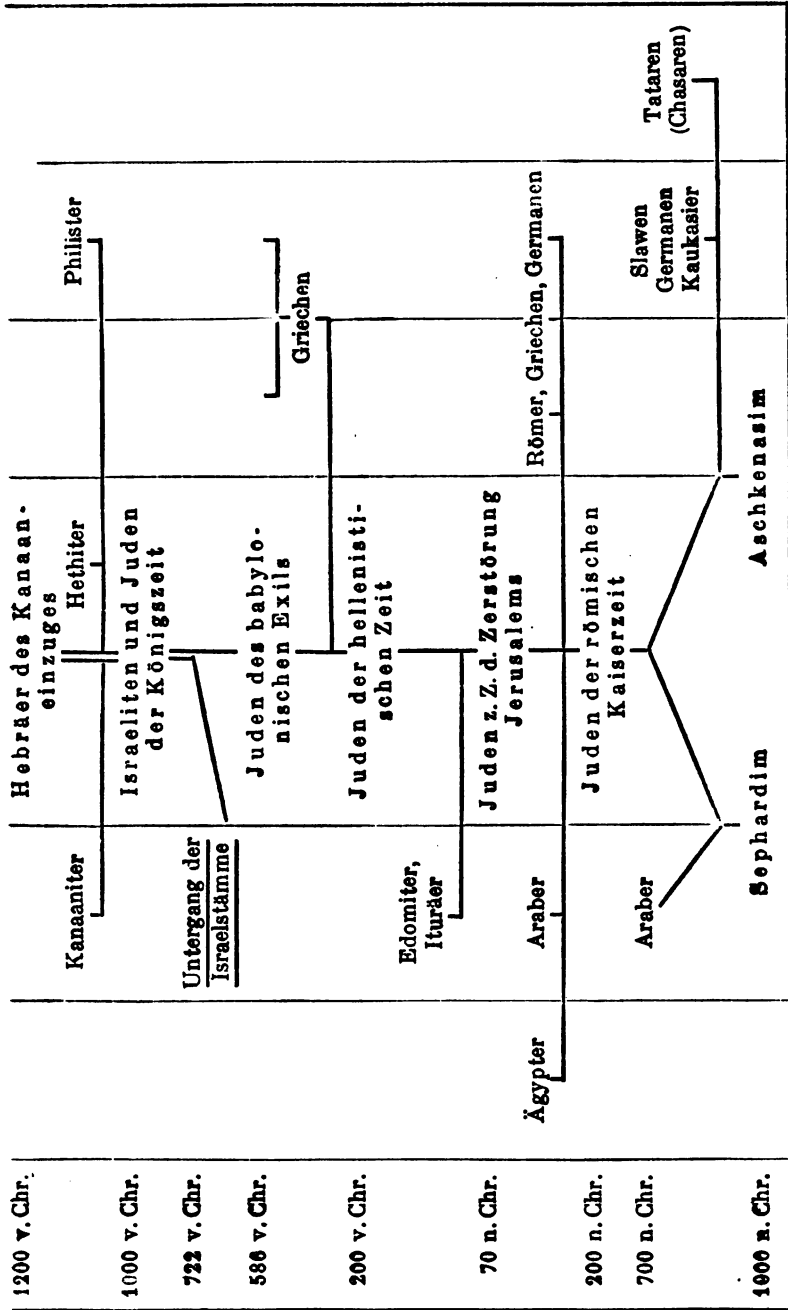 1200 v. Chr.
Hebräer des Kanaan-
einzuges
Kanaaniter
Hethiter
Philister
1000 v. Chr.
Israeliten und Juden
der Königszeit
722 v. Chr.
Untergang der
Israelstämme
586 v. Chr.
Juden des babylo-
nischen Exils
Griechen
200 v. Chr.
Juden der hellenisti-
schen Zeit
Edomiter,
Ituräer
70 n. Chr.
Juden z. Z. d. Zerstörung
Jerusalems
Ägypter
Araber
Römer, Griechen, Germanen
200 n. Chr.
Juden der römischen
Kaiserzeit
700 n. Chr.
Araber
Slawen
Germanen
Kaukasier
Tataren
(Chasaren)
1000 n. Chr.
Sephardim
Aschkenasim